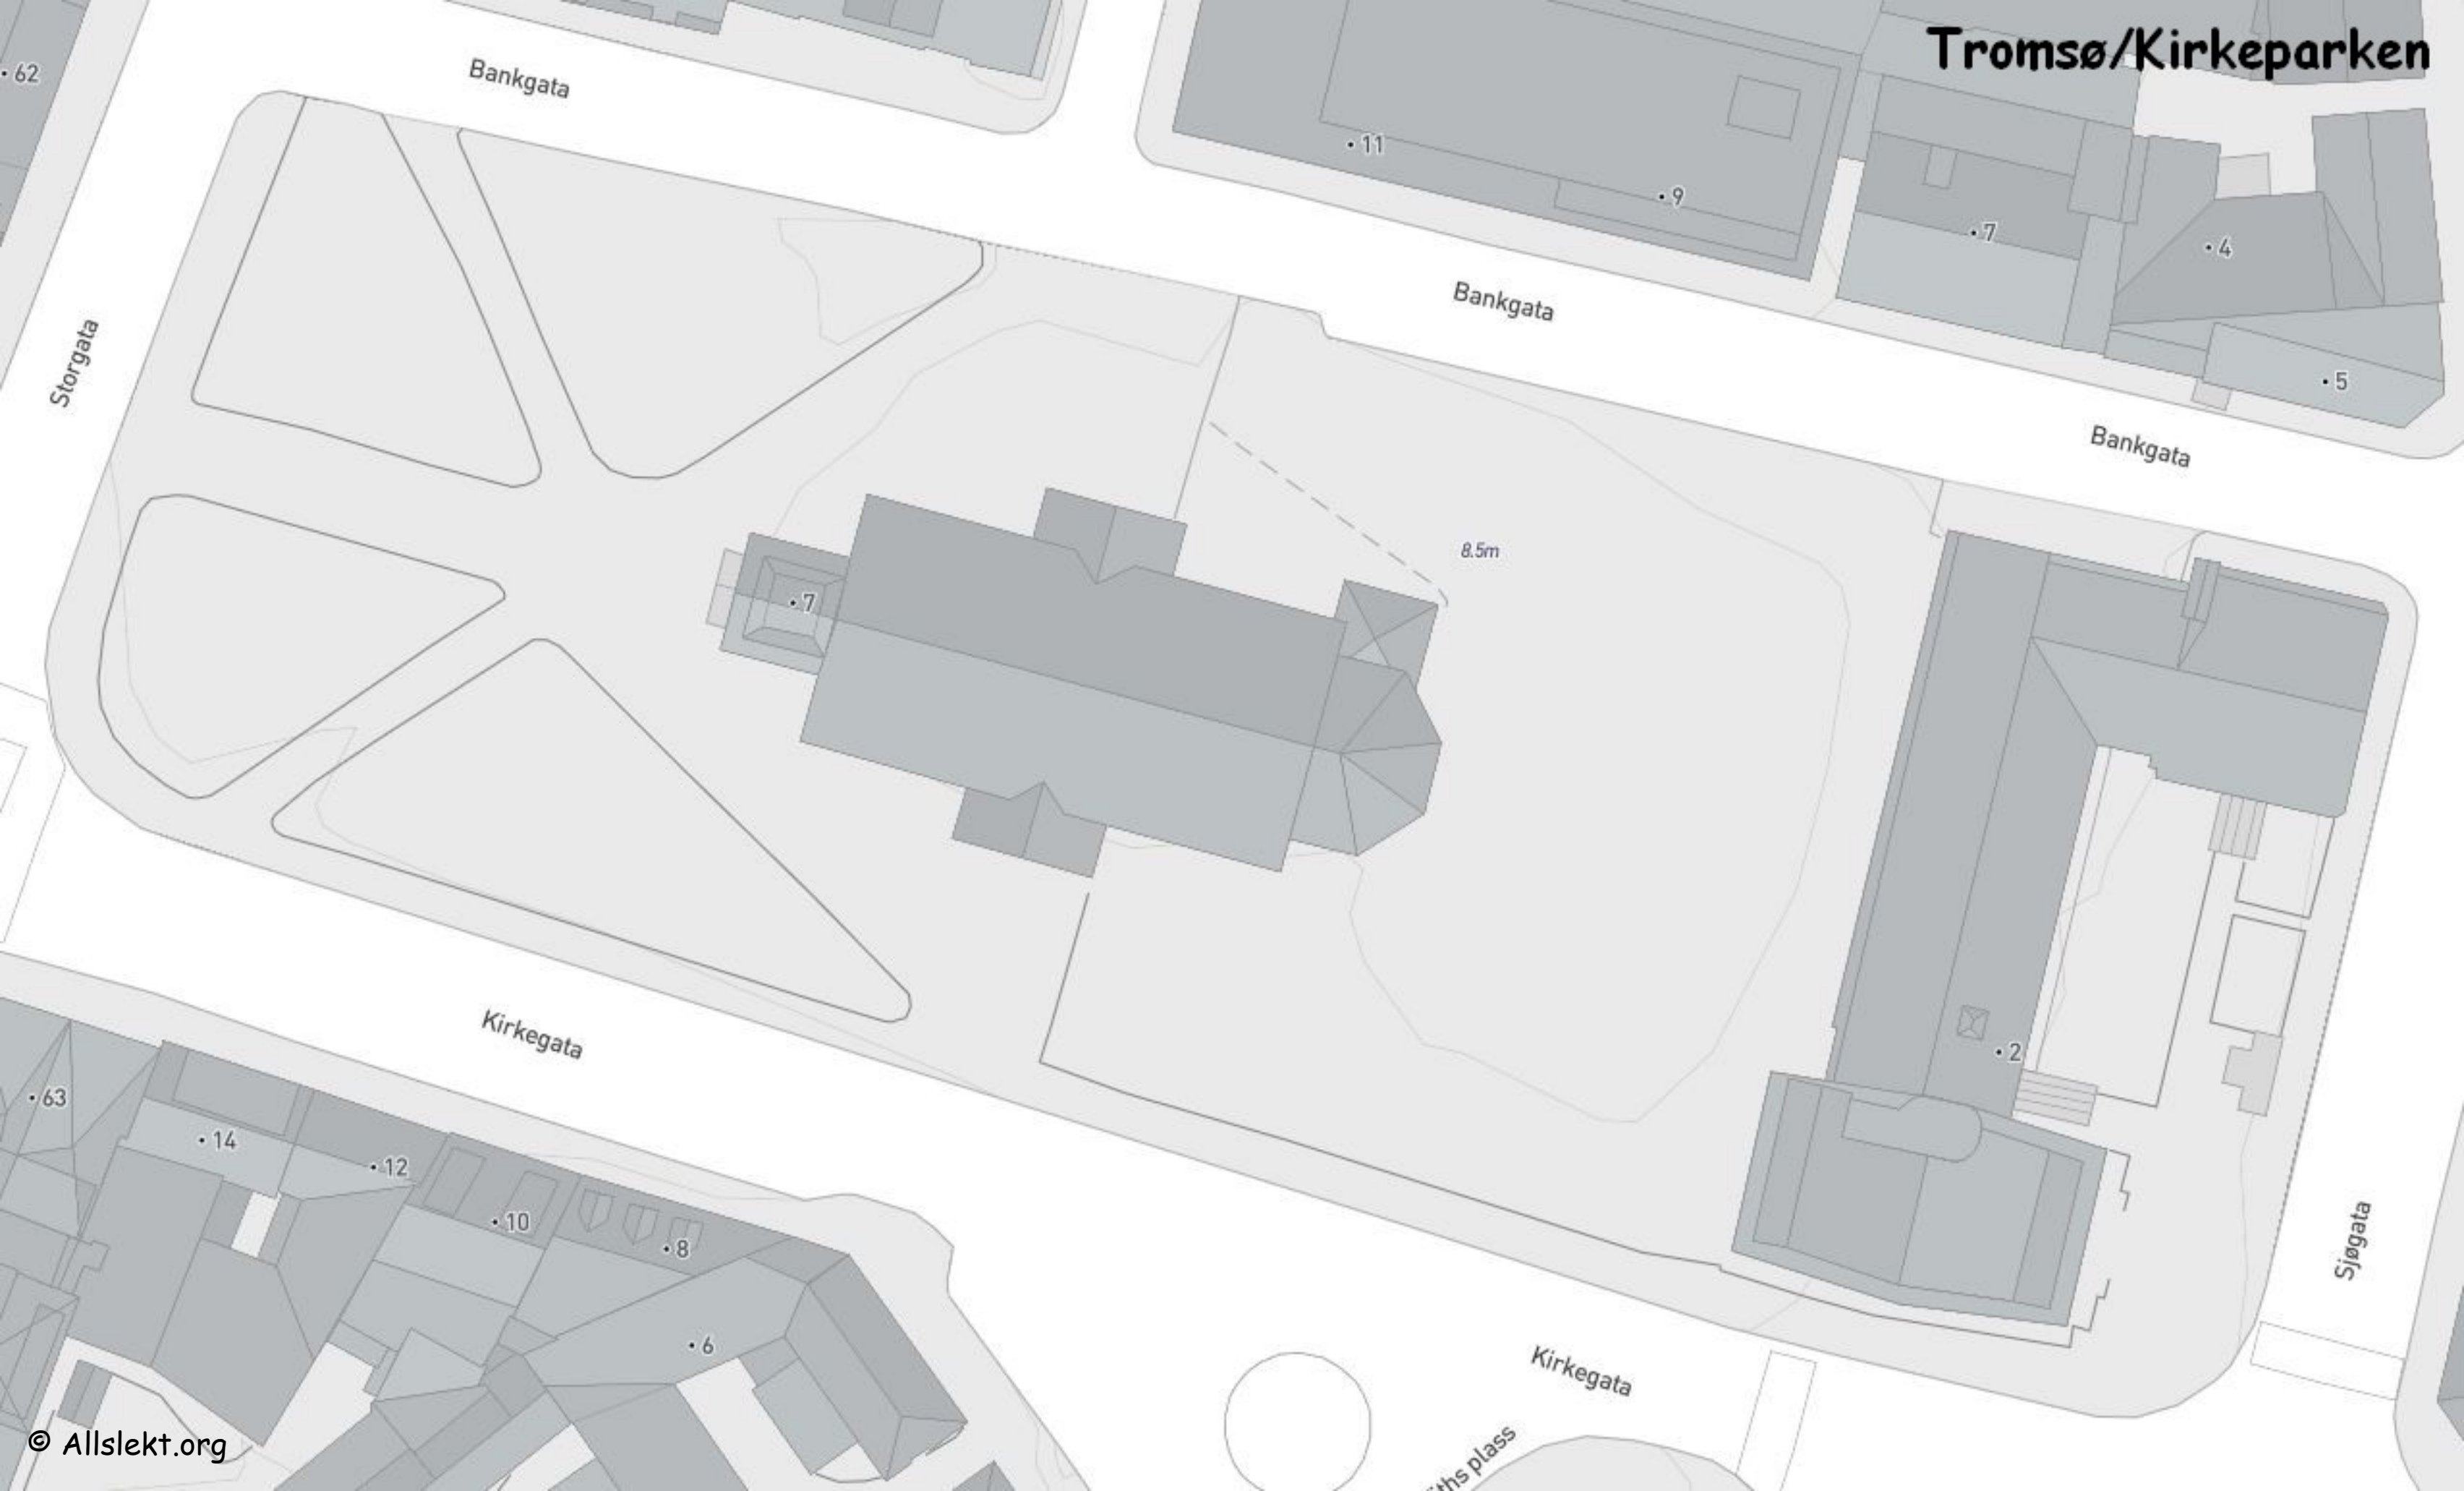 Tromsø/Kirkeparken
62
Bankgata
11
9
7
4
Bankgata
5
Storgata
Bankgata
8.5m
7
Kirkegata
2
63
14
12
10
8
Sjøgata
6
Kirkegata
plass
© Allslekt.org